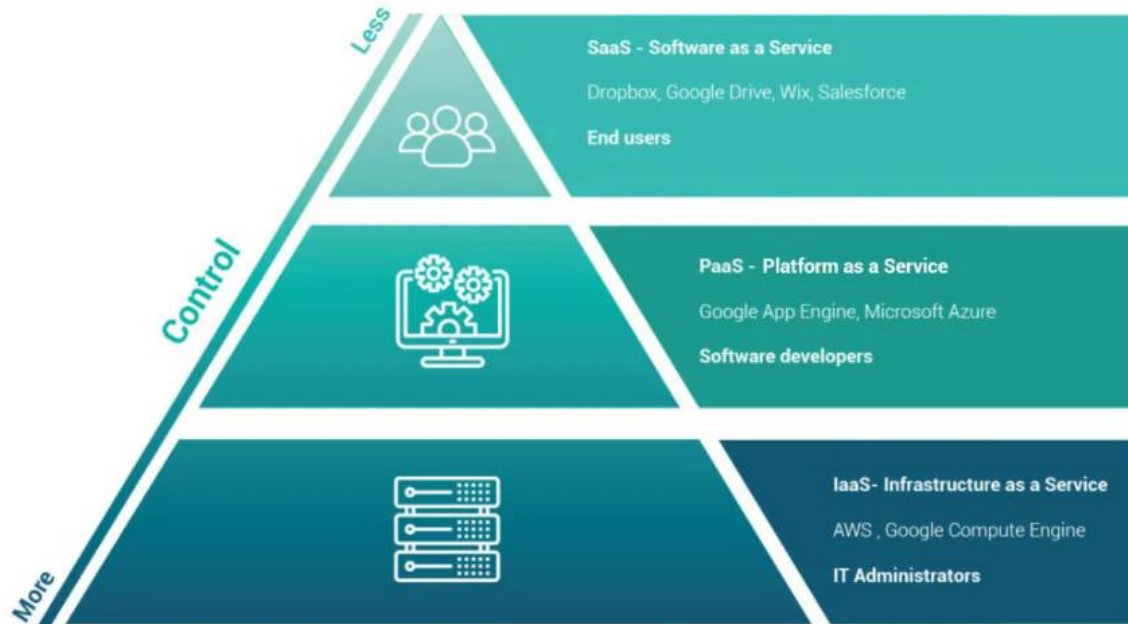 Less
Control
More
SaaS - Software as a Service
Dropbox, Google Drive, Wix, Salesforce
End users
PaaS - Platform as a Service
Google App Engine, Microsoft Azure
Software developers
IaaS- Infrastructure as a Service
AWS , Google Compute Engine
IT Administrators